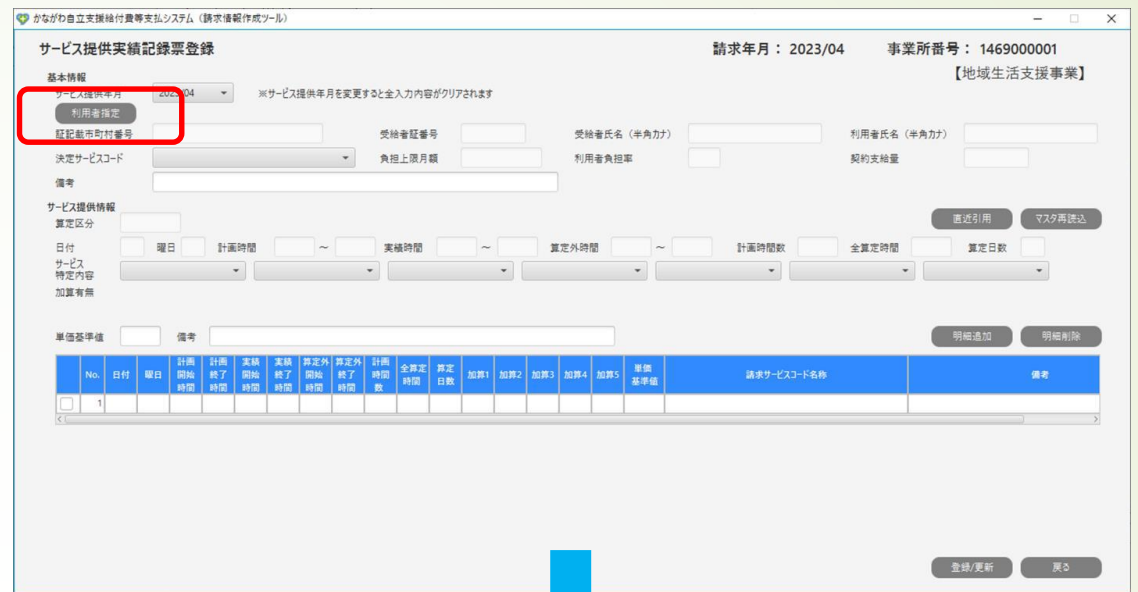 かながわ自立支援給付費等支払システム（請求情報作成ツール）
サービス提供実績記録票登録 請求年月： 2023/04 事業所番号： 1469000001
【地域生活支援事業】
基本情報
サービス提供年月 2023/04 ※サービス提供年月を変更すると全入力内容がクリアされます
利用者指定
証記載市町村番号 受給者証番号 受給者氏名（半角カナ） 利用者氏名（半角カナ）
決定サービスコード 負担上限月額 利用者負担率 契約支給量
備考
サービス提供情報
算定区分 直近引用 マスタ再読込
日付 曜日 計画時間 ～ 実績時間 ～ 算定外時間 ～ 計画時間数 全算定時間 算定日数
サービス
特定内容
加算有無
単価基準値 備考 明細追加 明細削除
No. 日付 曜日 計画開始時間 計画終了時間 実績開始時間 実績終了時間 算定外開始時間 算定外終了時間 計画時間数 全算定時間 算定日数 加算1 加算2 加算3 加算4 加算5 単価基準値 請求サービスコード名称 備考
1
登録/更新 戻る